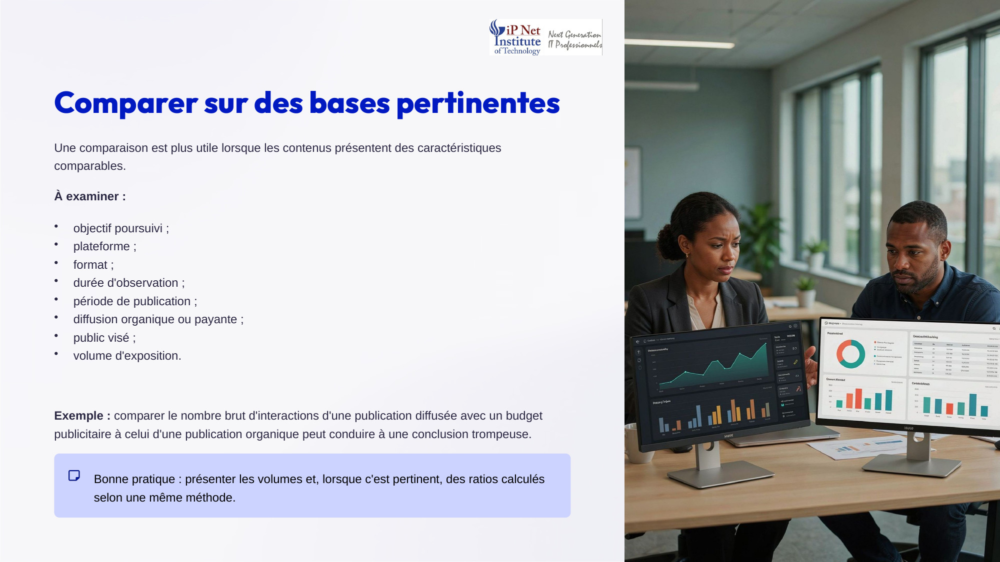 iP Net
Institute
of Technology
Next Generation
IT Professionnels
Comparer sur des bases pertinentes
Une comparaison est plus utile lorsque les contenus présentent des caractéristiques
comparables.
À examiner :
• objectif poursuivi ;
• plateforme ;
• format ;
• durée d'observation ;
• période de publication ;
• diffusion organique ou payante ;
• public visé ;
• volume d'exposition.
Exemple : comparer le nombre brut d'interactions d'une publication diffusée avec un budget
publicitaire à celui d'une publication organique peut conduire à une conclusion trompeuse.
Bonne pratique : présenter les volumes et, lorsque c'est pertinent, des ratios calculés
selon une même méthode.